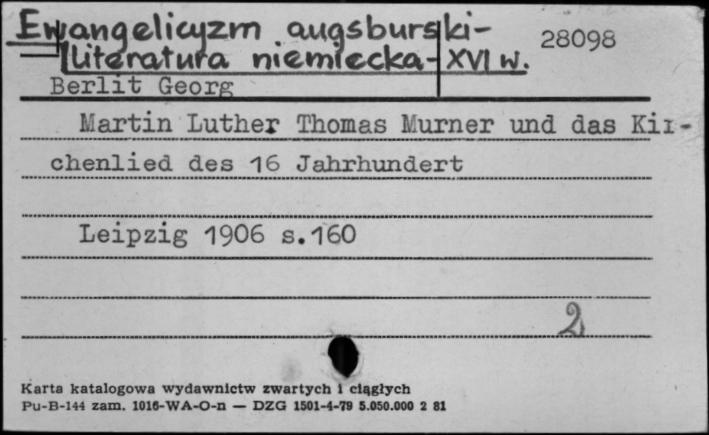 Ewangelicyzm augsburski-
literatura niemiecka-XVI w.
28098
Berlit Georg
Martin Luther Thomas Murner und das Kir-
chenlied des 16 Jahrhundert
Leipzig 1906 s.160
2
Karta katalogowa wydawnictw zwartych i ciągłych
Pu-B-144 zam. 1016-WA-O-n — DZG 1501-4-79 5.050.000 2 81